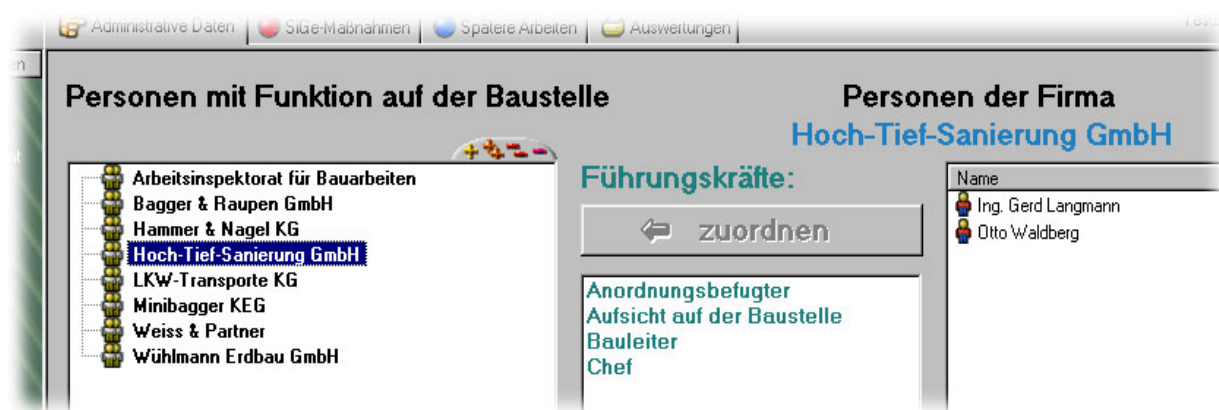 Administrative Daten
SiGe-Maßnahmen
Spätere Arbeiten
Auswertungen
en
Personen mit Funktion auf der Baustelle
Personen der Firma
Hoch-Tief-Sanierung GmbH
Arbeitsinspektorat für Bauarbeiten
Bagger & Raupen GmbH
Hammer & Nagel KG
Hoch-Tief-Sanierung GmbH
LKW-Transporte KG
Minibagger KEG
Weiss & Partner
Wühlmann Erdbau GmbH
Führungskräfte:
zuordnen
Anordnungsbefugter
Aufsicht auf der Baustelle
Bauleiter
Chef
Name
Ing. Gerd Langmann
Otto Waldberg